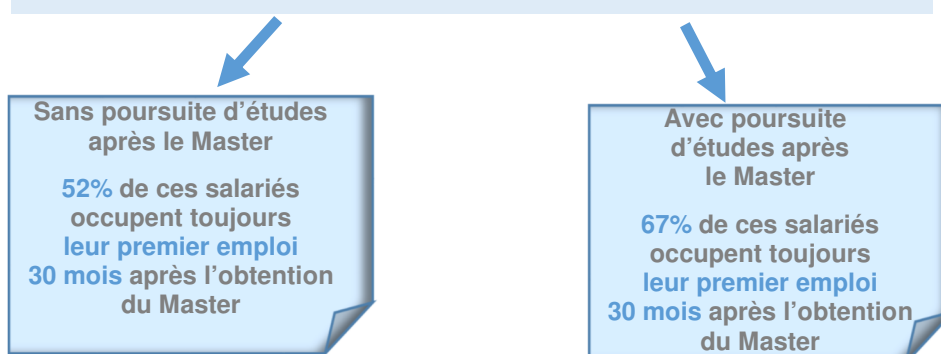 Sans poursuite d'études
après le Master
52% de ces salariés
occupent toujours
leur premier emploi
30 mois après l'obtention
du Master
Avec poursuite
d'études après
le Master
67% de ces salariés
occupent toujours
leur premier emploi
30 mois après l'obtention
du Master